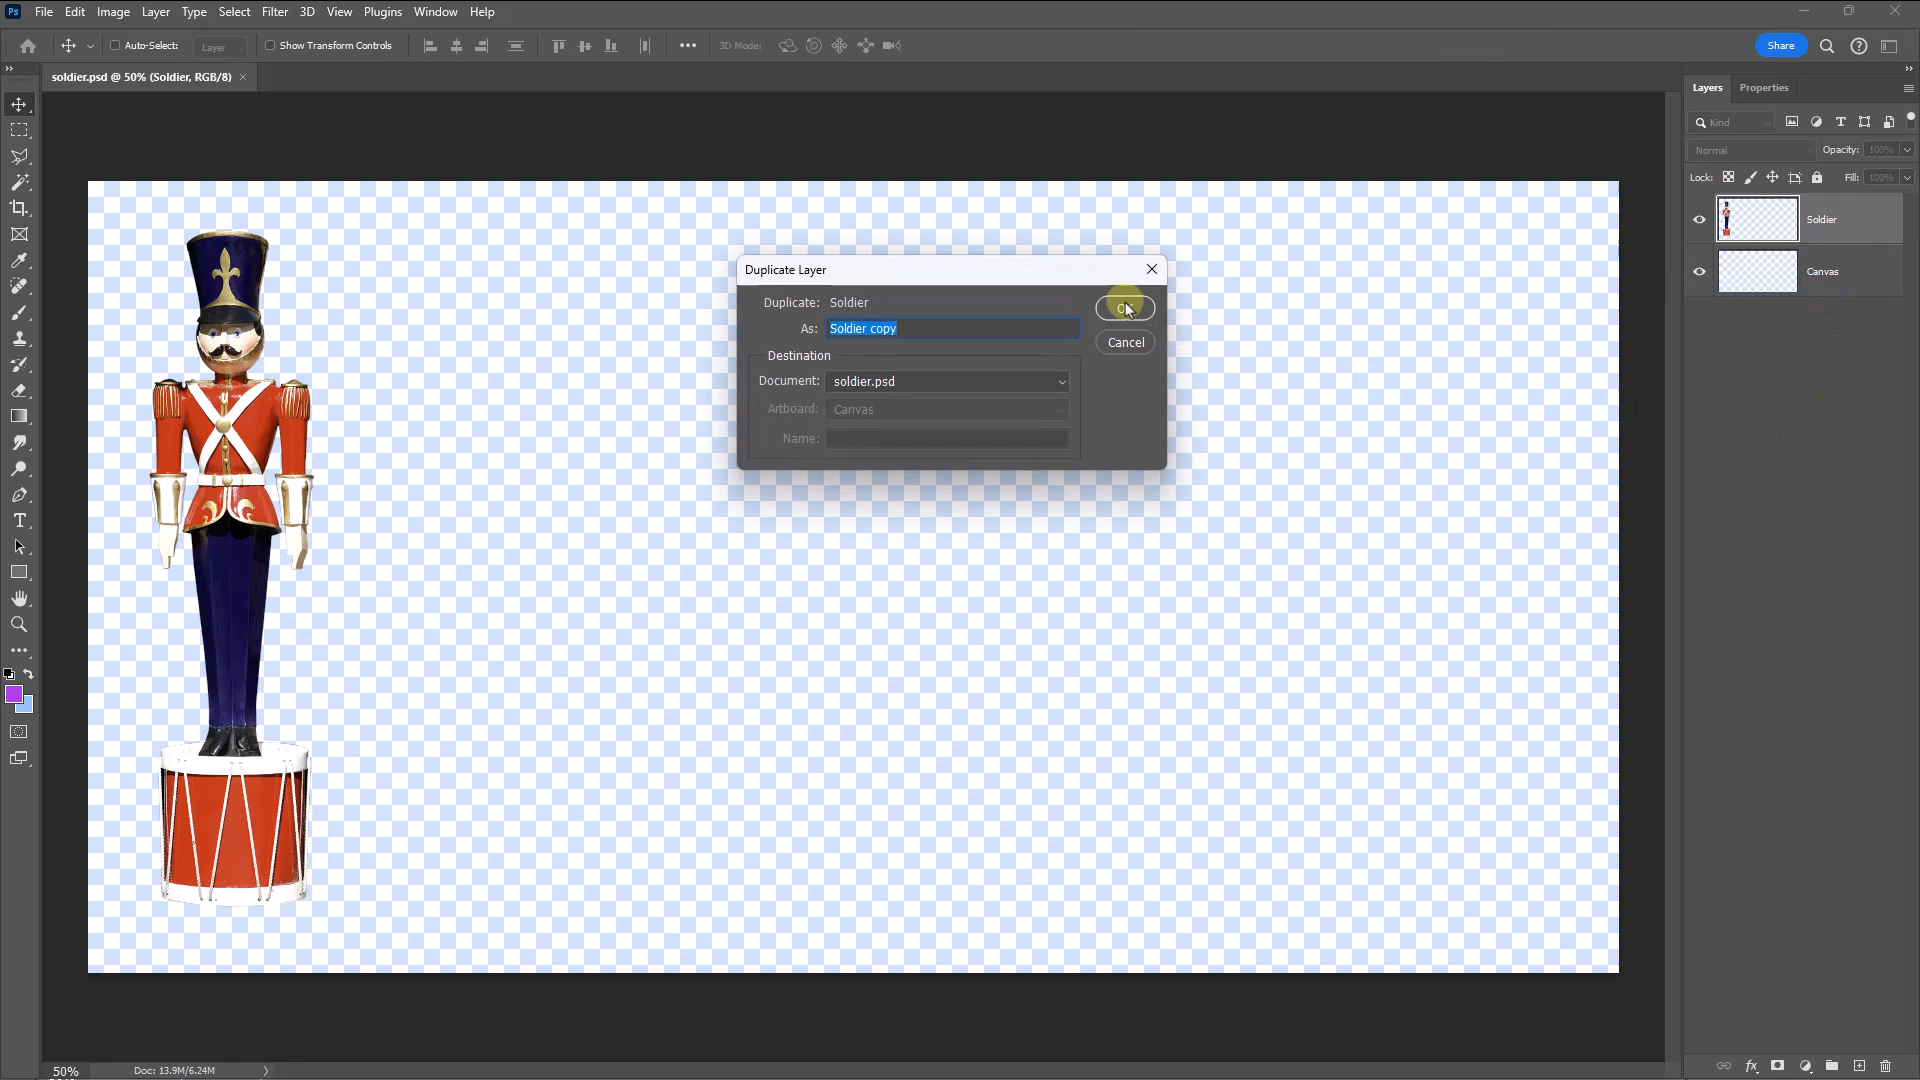 Ps File Edit Image Layer Type Select Filter 3D View Plugins Window Help
Auto-Select: Layer Show Transform Controls 3D Mode: Share
soldier.psd @ 50% (Soldier, RGB/8)
Layers Properties
Kind
Normal Opacity: 100%
Lock: Fill: 100%
Soldier
Canvas
Duplicate Layer
Duplicate: Soldier
As: Soldier copy
Cancel
Destination
Document: soldier.psd
Artboard: Canvas
Name:
50% Doc: 13.9M/6.24M